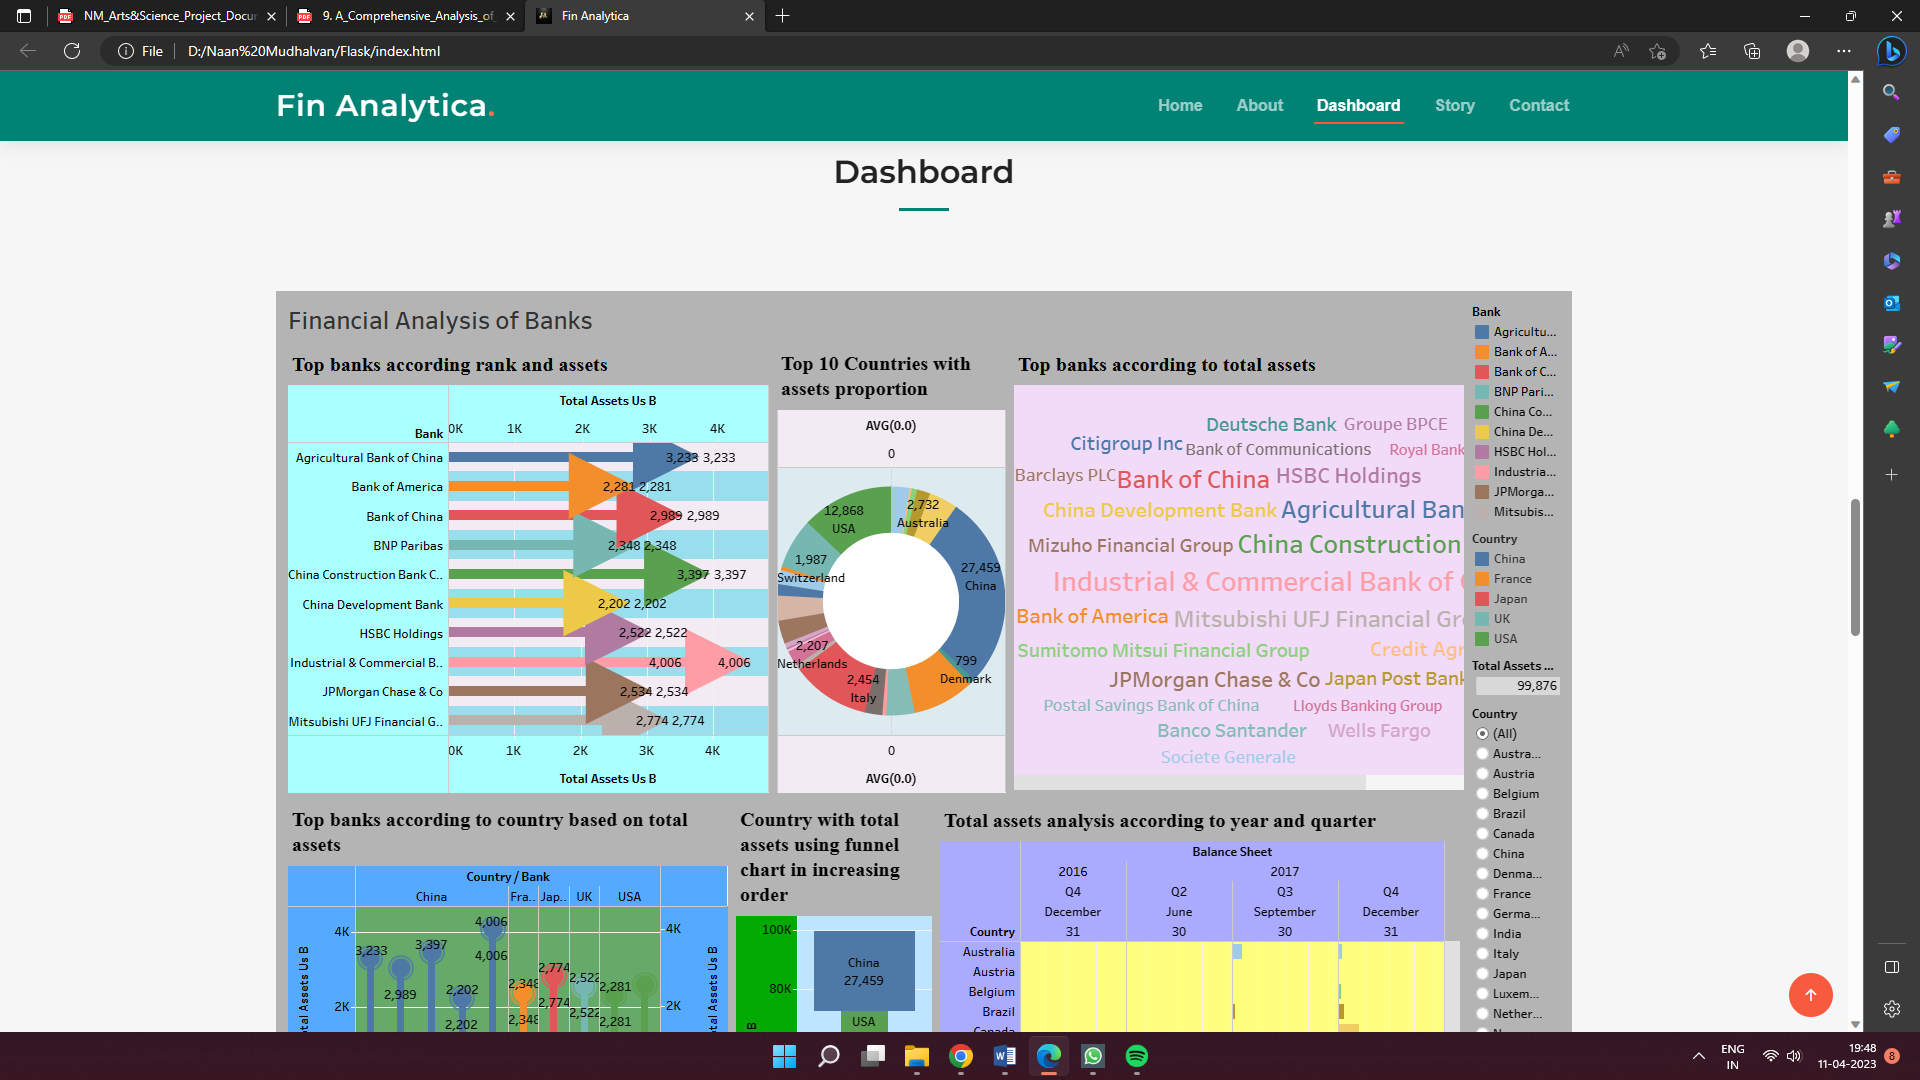 NM_Arts&Science_Project_Docu
9. A_Comprehensive_Analysis_of_
Fin Analytica
File
D:/Naan%20Mudhalvan/Flask/index.html
Fin Analytica.
Home
About
Dashboard
Story
Contact
Dashboard
Financial Analysis of Banks
Top banks according rank and assets
Total Assets Us B
Bank
0K 1K 2K 3K 4K
Agricultural Bank of China 3,233 3,233
Bank of America 2,281 2,281
Bank of China 2,989 2,989
BNP Paribas 2,348 2,348
China Construction Bank C.. 3,397 3,397
China Development Bank 2,202 2,202
HSBC Holdings 2,522 2,522
Industrial & Commercial B.. 4,006 4,006
JPMorgan Chase & Co 2,534 2,534
Mitsubishi UFJ Financial G.. 2,774 2,774
0K 1K 2K 3K 4K
Total Assets Us B
Top 10 Countries with
assets proportion
AVG(0.0)
0
12,868
USA
2,732
Australia
1,987
Switzerland
27,459
China
2,207
Netherlands
799
Denmark
2,454
Italy
0
AVG(0.0)
Top banks according to total assets
Deutsche Bank Groupe BPCE
Citigroup Inc Bank of Communications Royal Bank
Barclays PLC Bank of China HSBC Holdings
China Development Bank Agricultural Ban
Mizuho Financial Group China Construction
Industrial & Commercial Bank of
Bank of America Mitsubishi UFJ Financial Gr
Sumitomo Mitsui Financial Group Credit Agr
JPMorgan Chase & Co Japan Post Bank
Postal Savings Bank of China Lloyds Banking Group
Banco Santander Wells Fargo
Societe Generale
Bank
Agricultu...
Bank of A...
Bank of C...
BNP Pari...
China Co...
China De...
HSBC Hol...
Industria...
JPMorga...
Mitsubis...
Country
China
France
Japan
UK
USA
Total Assets ...
99,876
Country
(All)
Austra...
Austria
Belgium
Brazil
Canada
China
Denma...
France
Germa...
India
Italy
Japan
Luxem...
Nether...
Top banks according to country based on total
assets
Country / Bank
China Fra.. Jap.. UK USA
4K
2K
3,233
2,989
3,397
2,202
2,202
4,006
4,006
2,348
2,348
2,774
2,774
2,522
2,522
2,281
2,281
4K
2K
tal Assets Us B
tal Assets Us B
Country with total
assets using funnel
chart in increasing
order
100K
80K
B
China
27,459
USA
Total assets analysis according to year and quarter
Balance Sheet
2016 2017
Q4 Q2 Q3 Q4
December June September December
Country 31 30 30 31
Australia
Austria
Belgium
Brazil
Canada
ENG
IN
19:48
11-04-2023
8